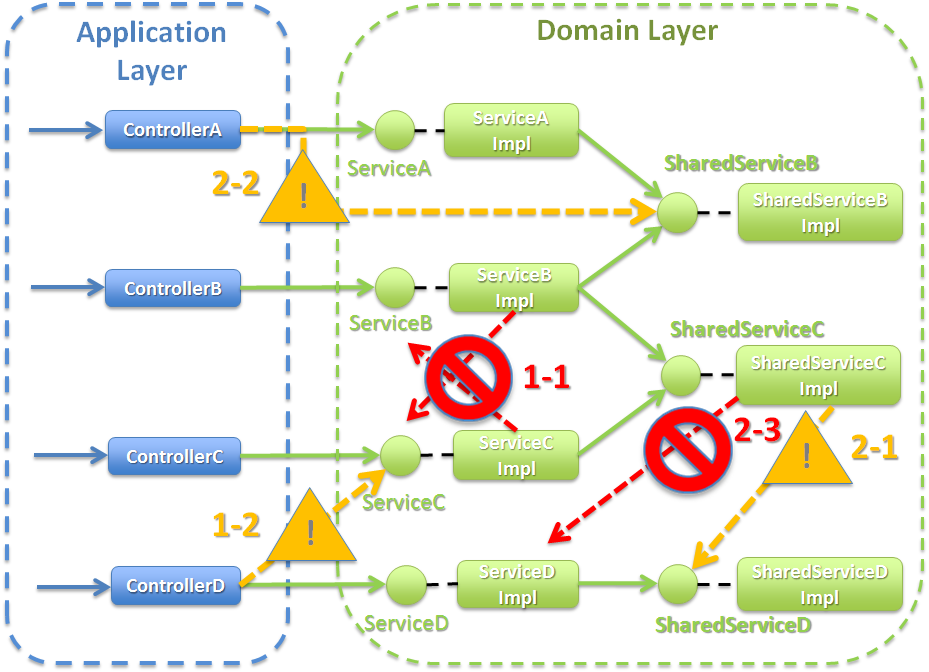 Application
Layer
Domain Layer
ControllerA
ServiceA
ServiceA
Impl
SharedServiceB
SharedServiceB
Impl
2-2
!
ControllerB
ServiceB
ServiceB
Impl
SharedServiceC
SharedServiceC
Impl
1-1
2-3
2-1
!
ControllerC
ServiceC
ServiceC
Impl
1-2
!
ControllerD
ServiceD
ServiceD
Impl
SharedServiceD
SharedServiceD
Impl